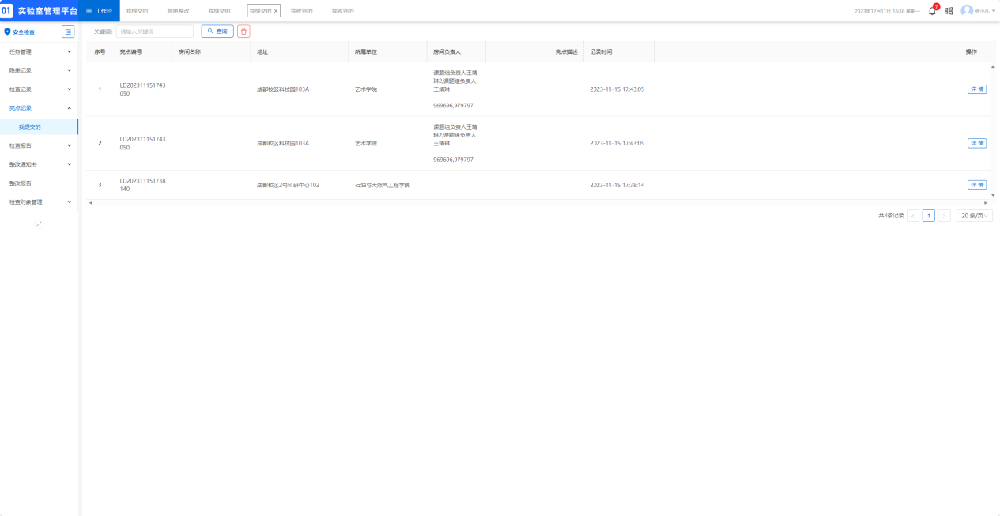 01 实验室管理平台 工作台 我提交的 隐患整改 我提交的 我提交的 × 我收到的 我收到的 2023年12月11日 16:38 星期一 7 张小凡
安全检查
关键词: 请输入关键词 查询
任务管理
隐患记录
检查记录
亮点记录
我提交的
检查报告
整改通知书
整改报告
检查对象管理
序号 亮点编号 房间名称 地址 所属单位 房间负责人 亮点描述 记录时间 操作
1 LD202311151743 050 成都校区科技园103A 艺术学院 课题组负责人王婧 琳2,课题组负责人 王婧琳 969696,979797 2023-11-15 17:43:05 详 情
2 LD202311151743 050 成都校区科技园103A 艺术学院 课题组负责人王婧 琳2,课题组负责人 王婧琳 969696,979797 2023-11-15 17:43:05 详 情
3 LD202311151738 140 成都校区2号科研中心102 石油与天然气工程学院 2023-11-15 17:38:14 详 情
共3条记录 < 1 > 20 条/页